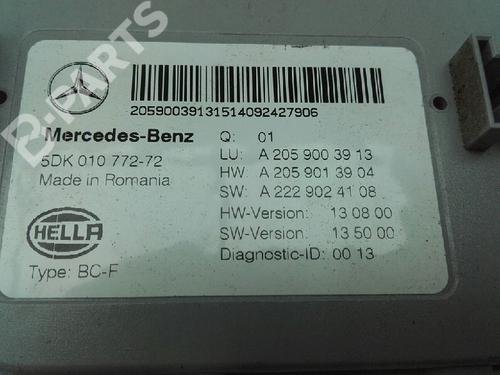 B-PARTS
20590039131514092427906
Mercedes-Benz
Q: 01
5DK 010 772-72
LU: A 205 900 39 13
Made in Romania
HW: A 205 901 39 04
SW: A 222 902 41 08
HELLA
HW-Version: 13 08 00
SW-Version: 13 50 00
Type: BC-F
Diagnostic-ID: 00 13